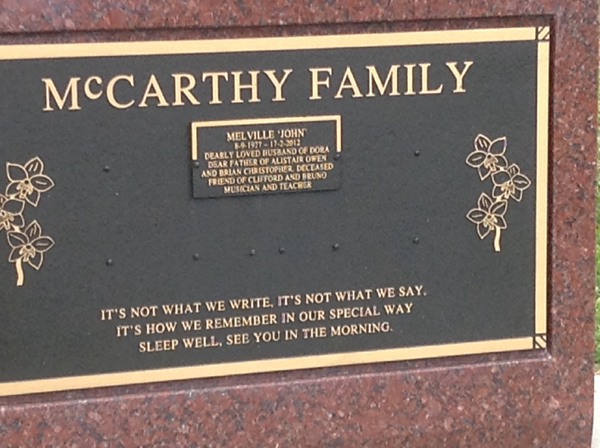 McCARTHY FAMILY
MELVILLE 'JOHN'
8-9-1927 – 17-2-2012
DEARLY LOVED HUSBAND OF DORA
DEAR FATHER OF ALISTAIR OWEN
AND BRIAN CHRISTOPHER, DECEASED
FRIEND OF CLIFFORD AND BRUNO
MUSICIAN AND TEACHER
IT'S NOT WHAT WE WRITE, IT'S NOT WHAT WE SAY.
IT'S HOW WE REMEMBER IN OUR SPECIAL WAY
SLEEP WELL, SEE YOU IN THE MORNING.